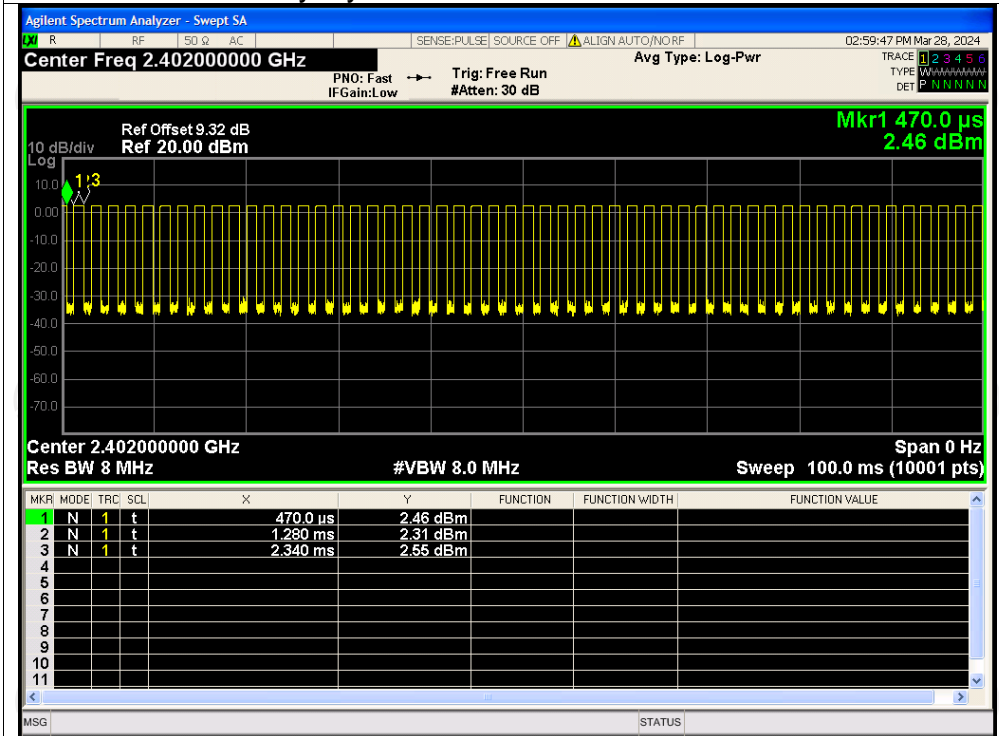 Agilent Spectrum Analyzer - Swept SA
LXI R RF 50 Ω AC SENSE:PULSE SOURCE OFF ALIGN AUTO/NO RF 02:59:47 PM Mar 28, 2024
Center Freq 2.402000000 GHz
Avg Type: Log-Pwr
TRACE 1 2 3 4 5 6
PNO: Fast Trig: Free Run
TYPE W
IFGain:Low #Atten: 30 dB
DET P N N N N N
Mkr1 470.0 µs
2.46 dBm
Ref Offset 9.32 dB
10 dB/div Ref 20.00 dBm
Log
10.0
1 3
0.00
-10.0
-20.0
-30.0
-40.0
-50.0
-60.0
-70.0
Center 2.402000000 GHz Span 0 Hz
Res BW 8 MHz #VBW 8.0 MHz Sweep 100.0 ms (10001 pts)
MKR MODE TRC SCL X Y FUNCTION FUNCTION WIDTH FUNCTION VALUE
1 N 1 t 470.0 µs 2.46 dBm
2 N 1 t 1.280 ms 2.31 dBm
3 N 1 t 2.340 ms 2.55 dBm
4
5
6
7
8
9
10
11
MSG STATUS